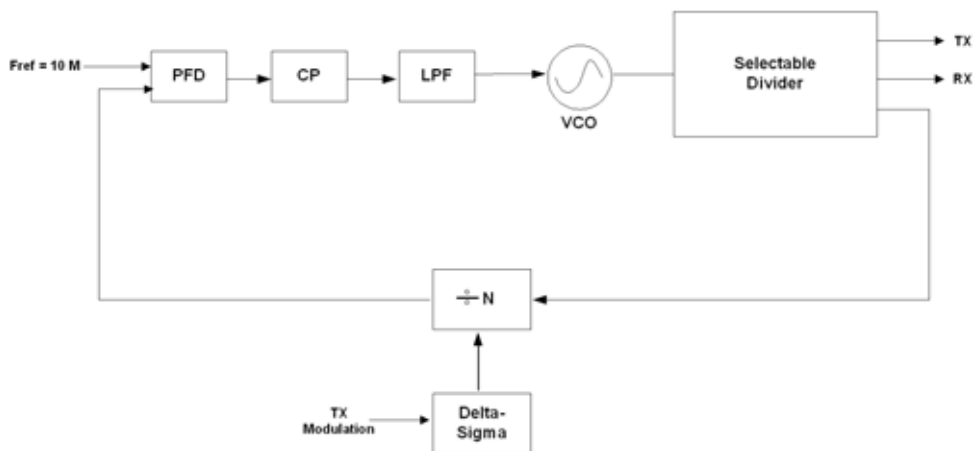 Fref = 10 M
PFD
CP
LPF
VCO
Selectable
Divider
TX
RX
÷ N
TX
Modulation
Delta-
Sigma